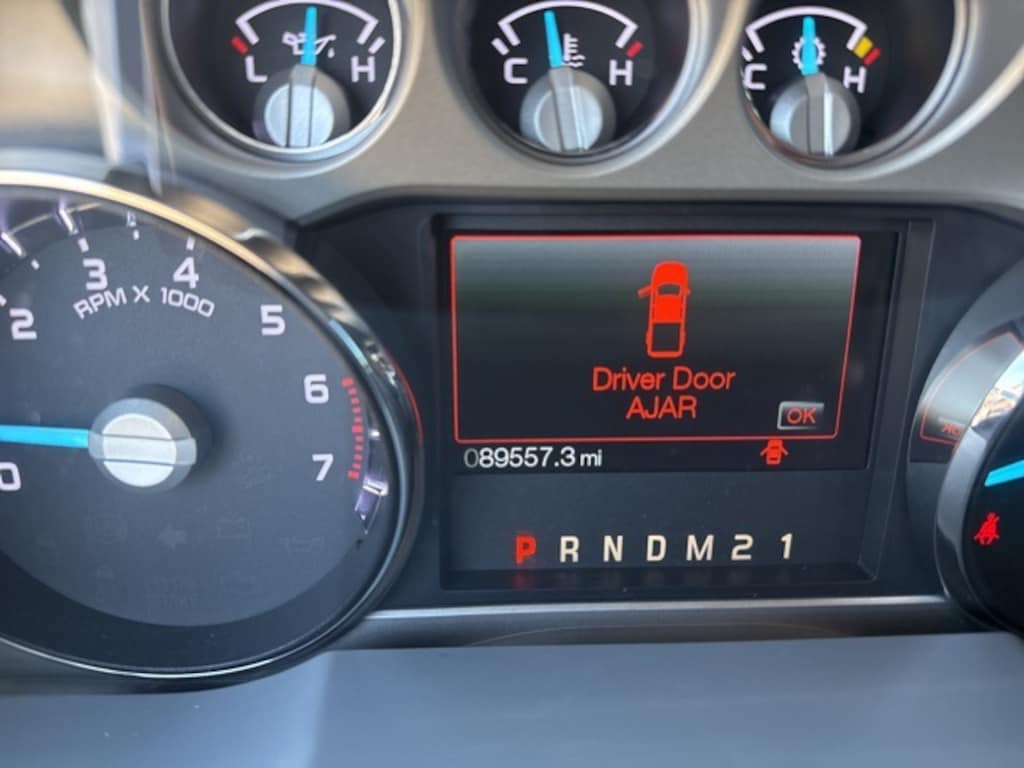 L H
C H
C H
0 2 3 4 5 6 7
RPM X 1000
Driver Door
AJAR
OK
089557.3 mi
P R N D M 2 1